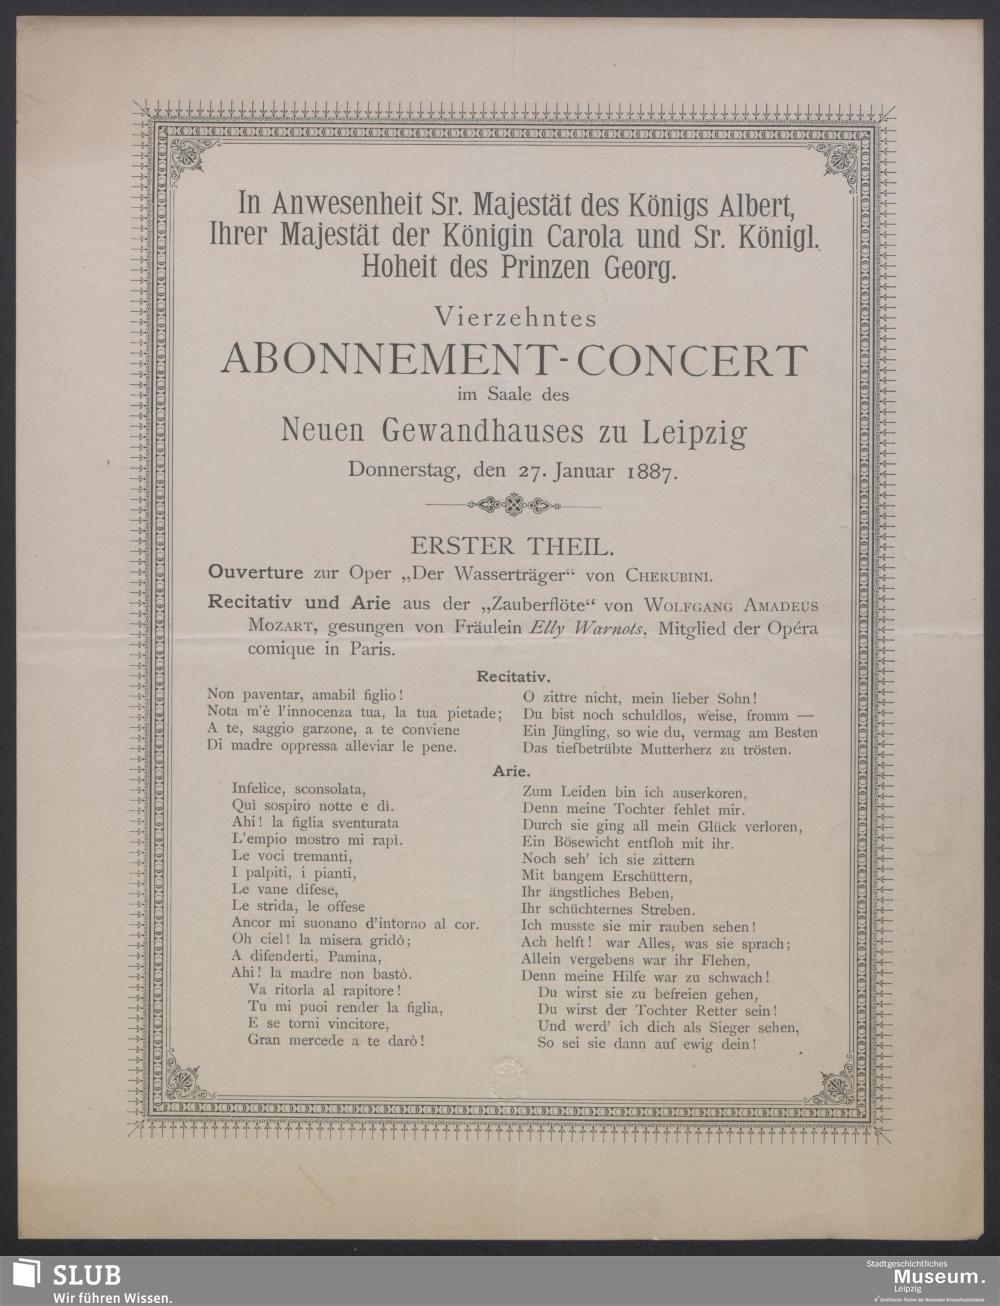 In Anwesenheit Sr. Majestät des Königs Albert,
Ihrer Majestät der Königin Carola und Sr. Königl.
Hoheit des Prinzen Georg.
Vierzehntes
ABONNEMENT-CONCERT
im Saale des
Neuen Gewandhauses zu Leipzig
Donnerstag, den 27. Januar 1887.
ERSTER THEIL.
Ouverture zur Oper „Der Wasserträger“ von CHERUBINI.
Recitativ und Arie aus der „Zauberflöte“ von WOLFGANG AMADEUS
MOZART, gesungen von Fräulein Elly Warnots, Mitglied der Opéra
comique in Paris.
Recitativ.
Non paventar, amabil figlio!
Nota m'è l'innocenza tua, la tua pietade;
A te, saggio garzone, a te conviene
Di madre oppressa alleviar le pene.
O zittre nicht, mein lieber Sohn!
Du bist noch schuldlos, weise, fromm —
Ein Jüngling, so wie du, vermag am Besten
Das tiefbetrübte Mutterherz zu trösten.
Arie.
Infelice, sconsolata,
Quì sospiro notte e dì.
Ahi! la figlia sventurata
L'empio mostro mi rapì.
Le voci tremanti,
I palpiti, i pianti,
Le vane difese,
Le strida, le offese
Ancor mi suonano d'intorno al cor.
Oh ciel! la misera gridò;
A difenderti, Pamina,
Ahi! la madre non bastò.
Va ritorla al rapitore!
Tu mi puoi render la figlia,
E se torni vincitore,
Gran mercede a te darò!
Zum Leiden bin ich auserkoren,
Denn meine Tochter fehlet mir.
Durch sie ging all mein Glück verloren,
Ein Bösewicht entfloh mit ihr.
Noch seh' ich sie zittern
Mit bangem Erschüttern,
Ihr ängstliches Beben,
Ihr schüchternes Streben.
Ich musste sie mir rauben sehen!
Ach helft! war Alles, was sie sprach;
Allein vergebens war ihr Flehen,
Denn meine Hilfe war zu schwach!
Du wirst sie zu befreien gehen,
Du wirst der Tochter Retter sein!
Und werd' ich dich als Sieger sehen,
So sei sie dann auf ewig dein!
SLUB
Wir führen Wissen.
Stadtgeschichtliches
Museum.
Leipzig
Zertifizierter Partner der Nationalen Klimaschutzinitiative